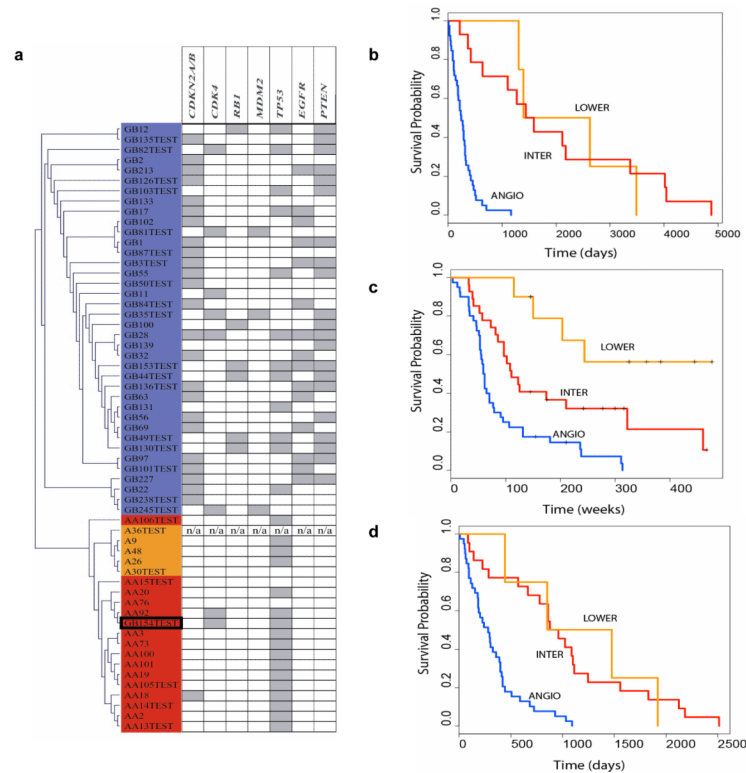 a
CDKN2A/B CDK4 RB1 MDM2 TP53 EGFR PTEN
GB12
GB135TEST
GB82TEST
GB2
GB213
GB126TEST
GB103TEST
GB133
GB17
GB102
GB81TEST
GB1
GB87TEST
GB3TEST
GB55
GB50TEST
GB11
GB84TEST
GB35TEST
GB100
GB28
GB139
GB32
GB153TEST
GB44TEST
GB136TEST
GB63
GB131
GB56
GB69
GB49TEST
GB130TEST
GB97
GB101TEST
GB227
GB22
GB238TEST
GB245TEST
AA106TEST
A36TEST n/a n/a n/a n/a n/a n/a n/a
A9
A48
A26
A30TEST
AA15TEST
AA20
AA76
AA92
GB154TEST
AA3
AA73
AA100
AA101
AA19
AA105TEST
AA18
AA14TEST
AA2
AA13TEST
b
Survival Probability
1.0
0.8
0.6
0.4
0.2
0.0
LOWER
INTER
ANGIO
0 1000 2000 3000 4000 5000
Time (days)
c
Survival Probability
1.0
0.8
0.6
0.4
0.2
0.0
LOWER
INTER
ANGIO
0 100 200 300 400
Time (weeks)
d
Survival Probability
1.0
0.8
0.6
0.4
0.2
0.0
LOWER
INTER
ANGIO
0 500 1000 1500 2000 2500
Time (days)